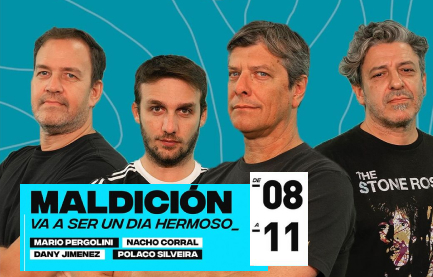 MALDICIÓN
VA A SER UN DIA HERMOSO_
MARIO PERGOLINI NACHO CORRAL
DANY JIMENEZ POLACO SILVEIRA
DE 08
A 11
THE
STONE ROS